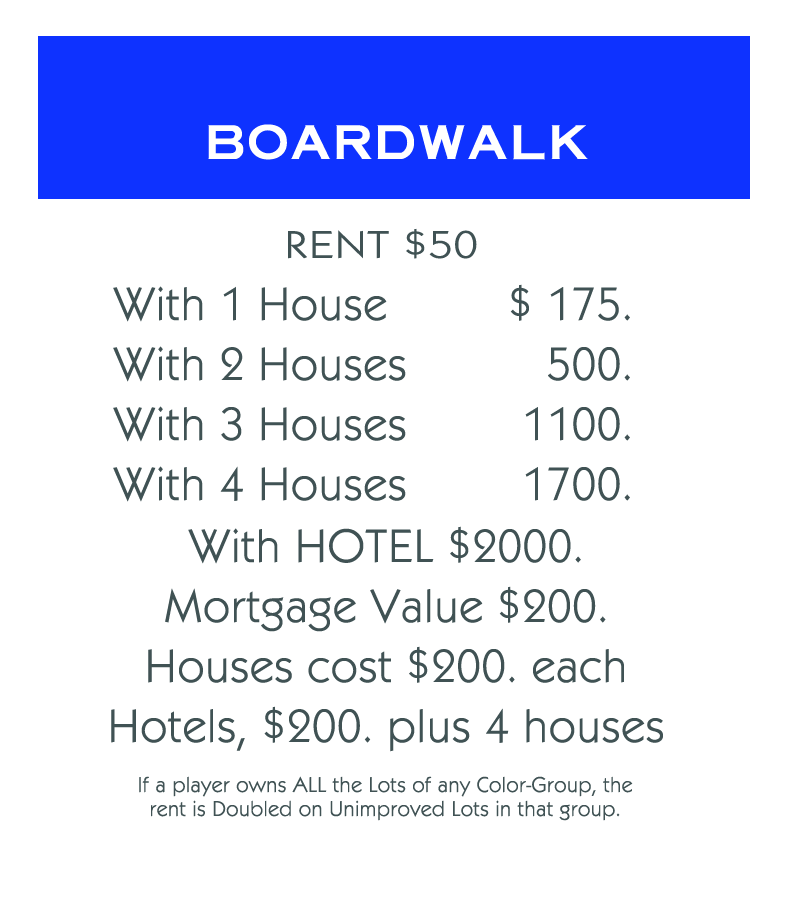 BOARDWALK
RENT $50
With 1 House $ 175.
With 2 Houses 500.
With 3 Houses 1100.
With 4 Houses 1700.
With HOTEL $2000.
Mortgage Value $200.
Houses cost $200. each
Hotels, $200. plus 4 houses
If a player owns ALL the Lots of any Color-Group, the
rent is Doubled on Unimproved Lots in that group.